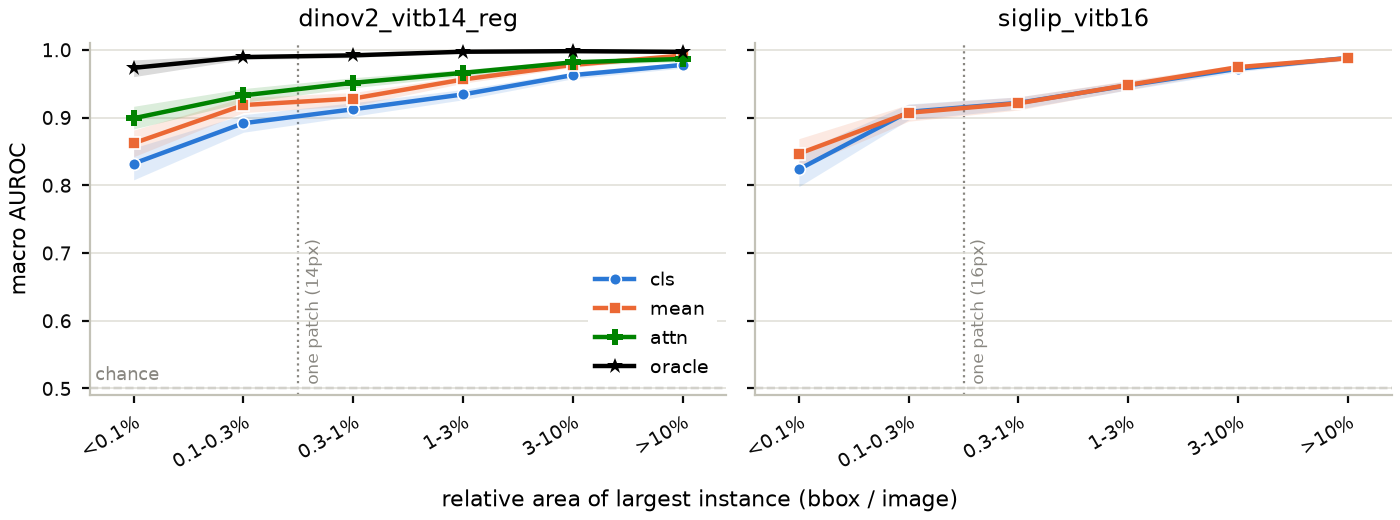 dinov2_vitb14_reg
siglip_vitb16
macro AUROC
1.0
0.9
0.8
0.7
0.6
0.5
chance
one patch (14px)
cls
mean
attn
oracle
<0.1%
0.1-0.3%
0.3-1%
1-3%
3-10%
>10%
one patch (16px)
<0.1%
0.1-0.3%
0.3-1%
1-3%
3-10%
>10%
relative area of largest instance (bbox / image)